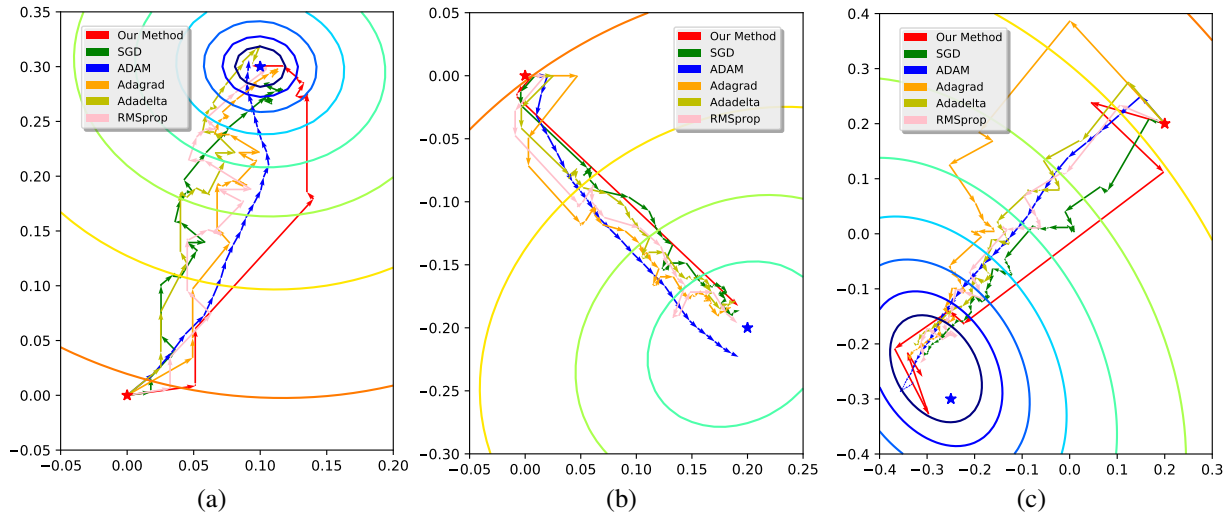 0.35
0.30
0.25
0.20
0.15
0.10
0.05
0.00
−0.05
−0.05
0.00
0.05
0.10
0.15
0.20
Our Method
SGD
ADAM
Adagrad
Adadelta
RMSprop
(a)
0.05
0.00
−0.05
−0.10
−0.15
−0.20
−0.25
−0.30
−0.05
0.00
0.05
0.10
0.15
0.20
0.25
Our Method
SGD
ADAM
Adagrad
Adadelta
RMSprop
(b)
0.4
0.3
0.2
0.1
0.0
−0.1
−0.2
−0.3
−0.4
−0.4
−0.3
−0.2
−0.1
0.0
0.1
0.2
0.3
Our Method
SGD
ADAM
Adagrad
Adadelta
RMSprop
(c)